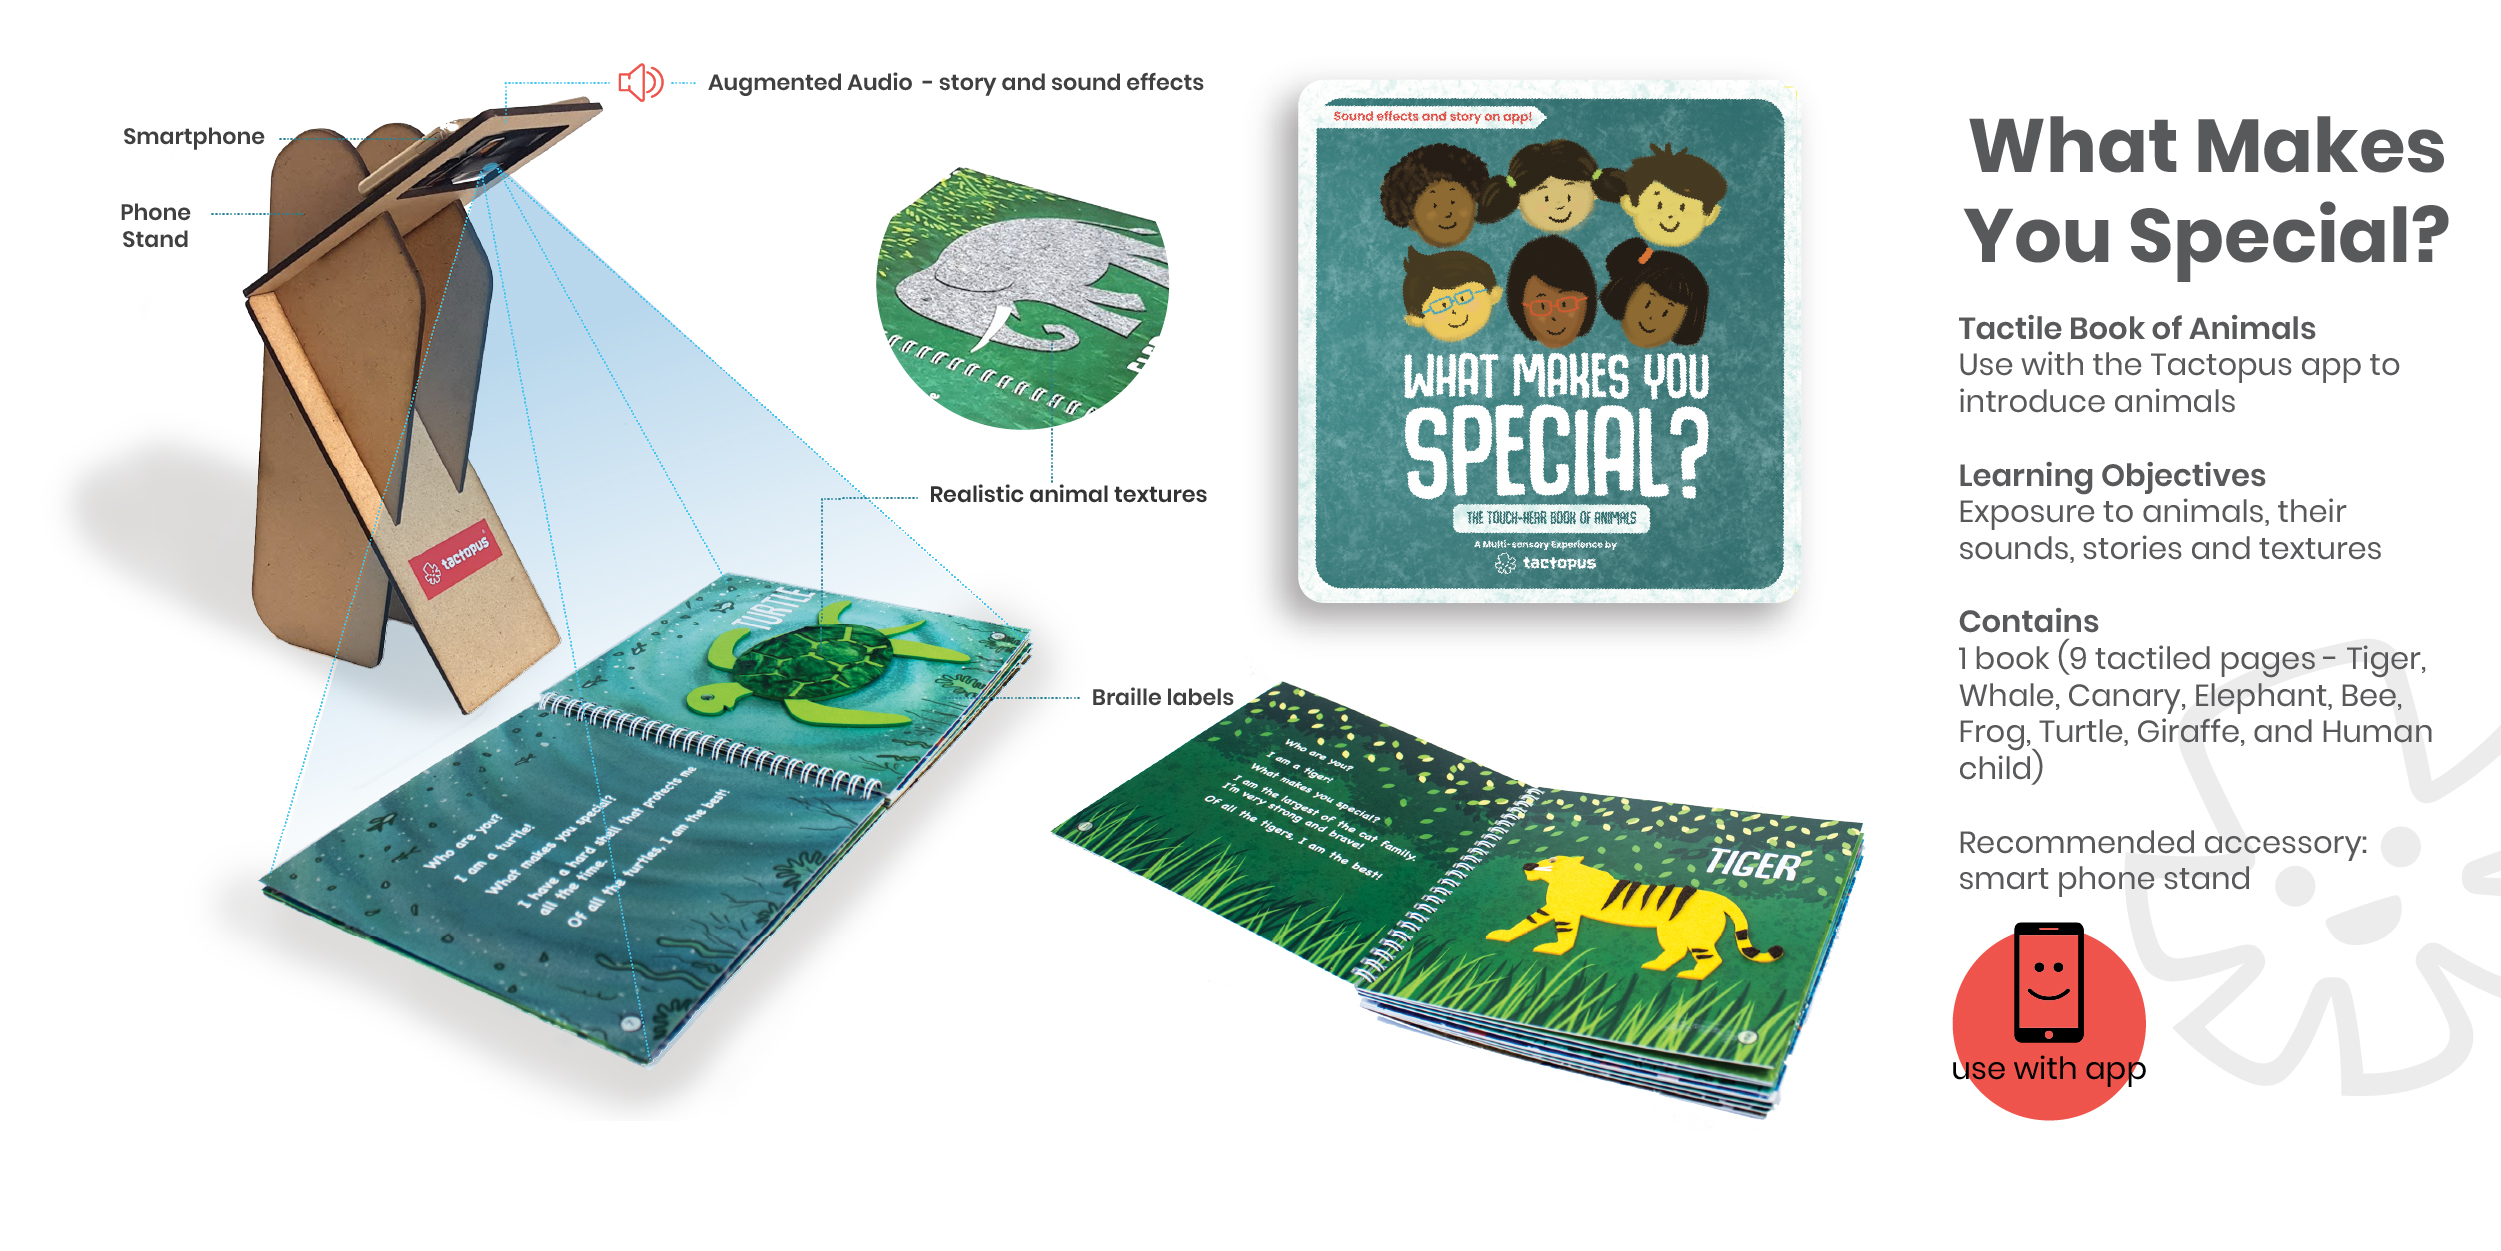 Augmented Audio - story and sound effects
Smartphone
Phone
Stand
Realistic animal textures
Braille labels
tactopus
TURTLE
Who are you?
I am a turtle!
What makes you special?
I have a hard shell that protects me
all the time.
Of all the turtles, I am the best!
Sound effects and story on app!
WHAT MAKES YOU
SPECIAL?
THE TOUCH-HEAR BOOK OF ANIMALS
A Multi-sensory Experience by
tactopus
Who are you?
I am a tiger!
What makes you special?
I am the largest of the cat family.
I'm very strong and brave!
Of all the tigers, I am the best!
TIGER
What Makes
You Special?
Tactile Book of Animals
Use with the Tactopus app to
introduce animals
Learning Objectives
Exposure to animals, their
sounds, stories and textures
Contains
1 book (9 tactiled pages - Tiger,
Whale, Canary, Elephant, Bee,
Frog, Turtle, Giraffe, and Human
child)
Recommended accessory:
smart phone stand
use with app